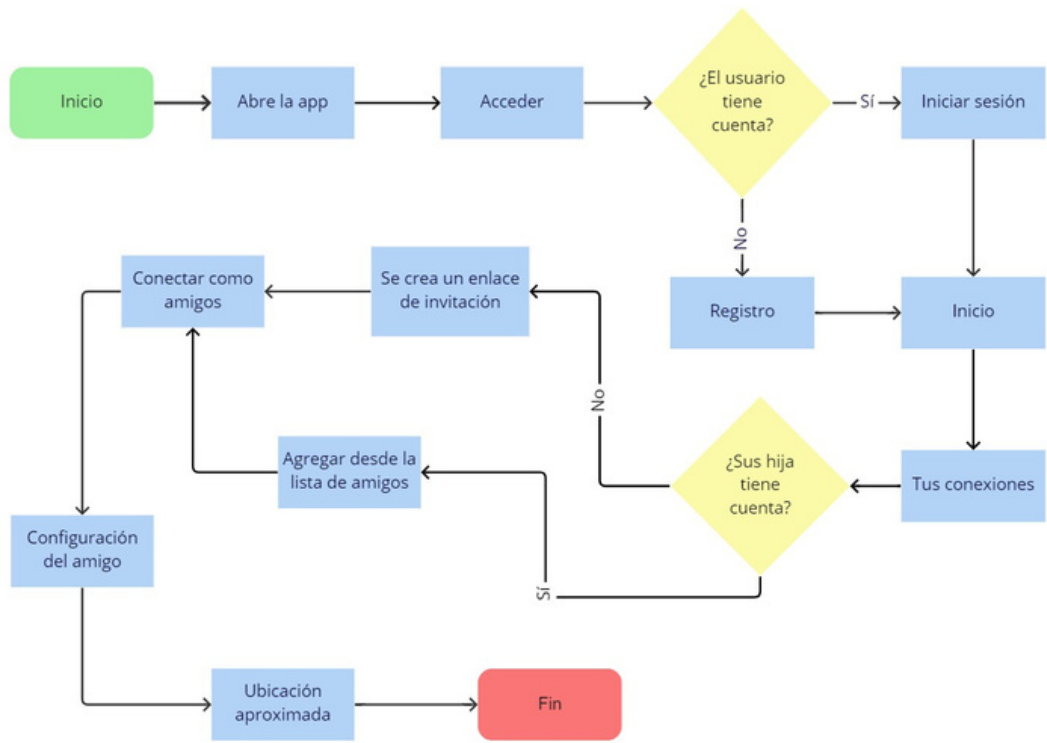 Inicio
Abre la app
Acceder
¿El usuario
tiene
cuenta?
Sí
Iniciar sesión
No
Conectar como
amigos
Se crea un enlace
de invitación
Registro
Inicio
No
Agregar desde la
lista de amigos
¿Sus hija
tiene
cuenta?
Tus conexiones
Configuración
del amigo
Sí
Ubicación
aproximada
Fin